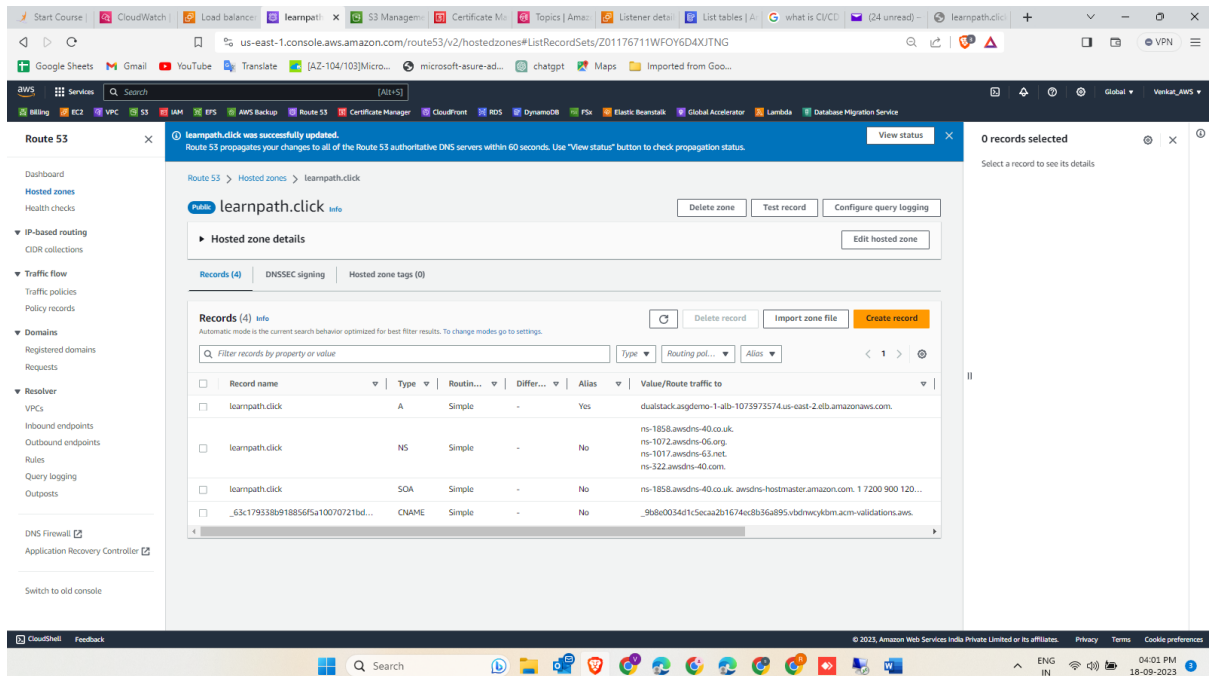 Start Course |
CloudWatch |
Load balancer
learnpath
S3 Manageme
Certificate Ma
Topics | Amaz
Listener detail
List tables | A
what is CI/CD
(24 unread) –
learnpath.clic
us-east-1.console.aws.amazon.com/route53/v2/hostedzones#ListRecordSets/Z01176711WFOY6D4XJTNG
VPN
Google Sheets
Gmail
YouTube
Translate
[AZ-104/103]Micro...
microsoft-asure-ad...
chatgpt
Maps
Imported from Goo...
aws
Services
Search
[Alt+S]
Global
Venkat_AWS
Billing
EC2
VPC
S3
IAM
EFS
AWS Backup
Route 53
Certificate Manager
CloudFront
RDS
DynamoDB
FSx
Elastic Beanstalk
Global Accelerator
Lambda
Database Migration Service
Route 53
Dashboard
Hosted zones
Health checks
IP-based routing
CIDR collections
Traffic flow
Traffic policies
Policy records
Domains
Registered domains
Requests
Resolver
VPCs
Inbound endpoints
Outbound endpoints
Rules
Query logging
Outposts
DNS Firewall
Application Recovery Controller
Switch to old console
learnpath.click was successfully updated.
Route 53 propagates your changes to all of the Route 53 authoritative DNS servers within 60 seconds. Use "View status" button to check propagation status.
View status
Route 53 > Hosted zones > learnpath.click
Public learnpath.click Info
Delete zone
Test record
Configure query logging
Hosted zone details
Edit hosted zone
Records (4)
DNSSEC signing
Hosted zone tags (0)
Records (4) Info
Automatic mode is the current search behavior optimized for best filter results. To change modes go to settings.
Delete record
Import zone file
Create record
Filter records by property or value
Type
Routing pol...
Alias
1
Record name Type Routin... Differ... Alias Value/Route traffic to
learnpath.click A Simple - Yes dualstack.asgdemo-1-alb-1073973574.us-east-2.elb.amazonaws.com.
learnpath.click NS Simple - No ns-1858.awsdns-40.co.uk.
ns-1072.awsdns-06.org.
ns-1017.awsdns-63.net.
ns-322.awsdns-40.com.
learnpath.click SOA Simple - No ns-1858.awsdns-40.co.uk. awsdns-hostmaster.amazon.com. 1 7200 900 120...
_63c179338b918856f5a10070721bd... CNAME Simple - No _9b8e0034d1c5ecaa2b1674ec8b36a895.vbdnwcykbm.acm-validations.aws.
0 records selected
Select a record to see its details
CloudShell
Feedback
© 2023, Amazon Web Services India Private Limited or its affiliates.
Privacy
Terms
Cookie preferences
Search
ENG
IN
04:01 PM
18-09-2023
3